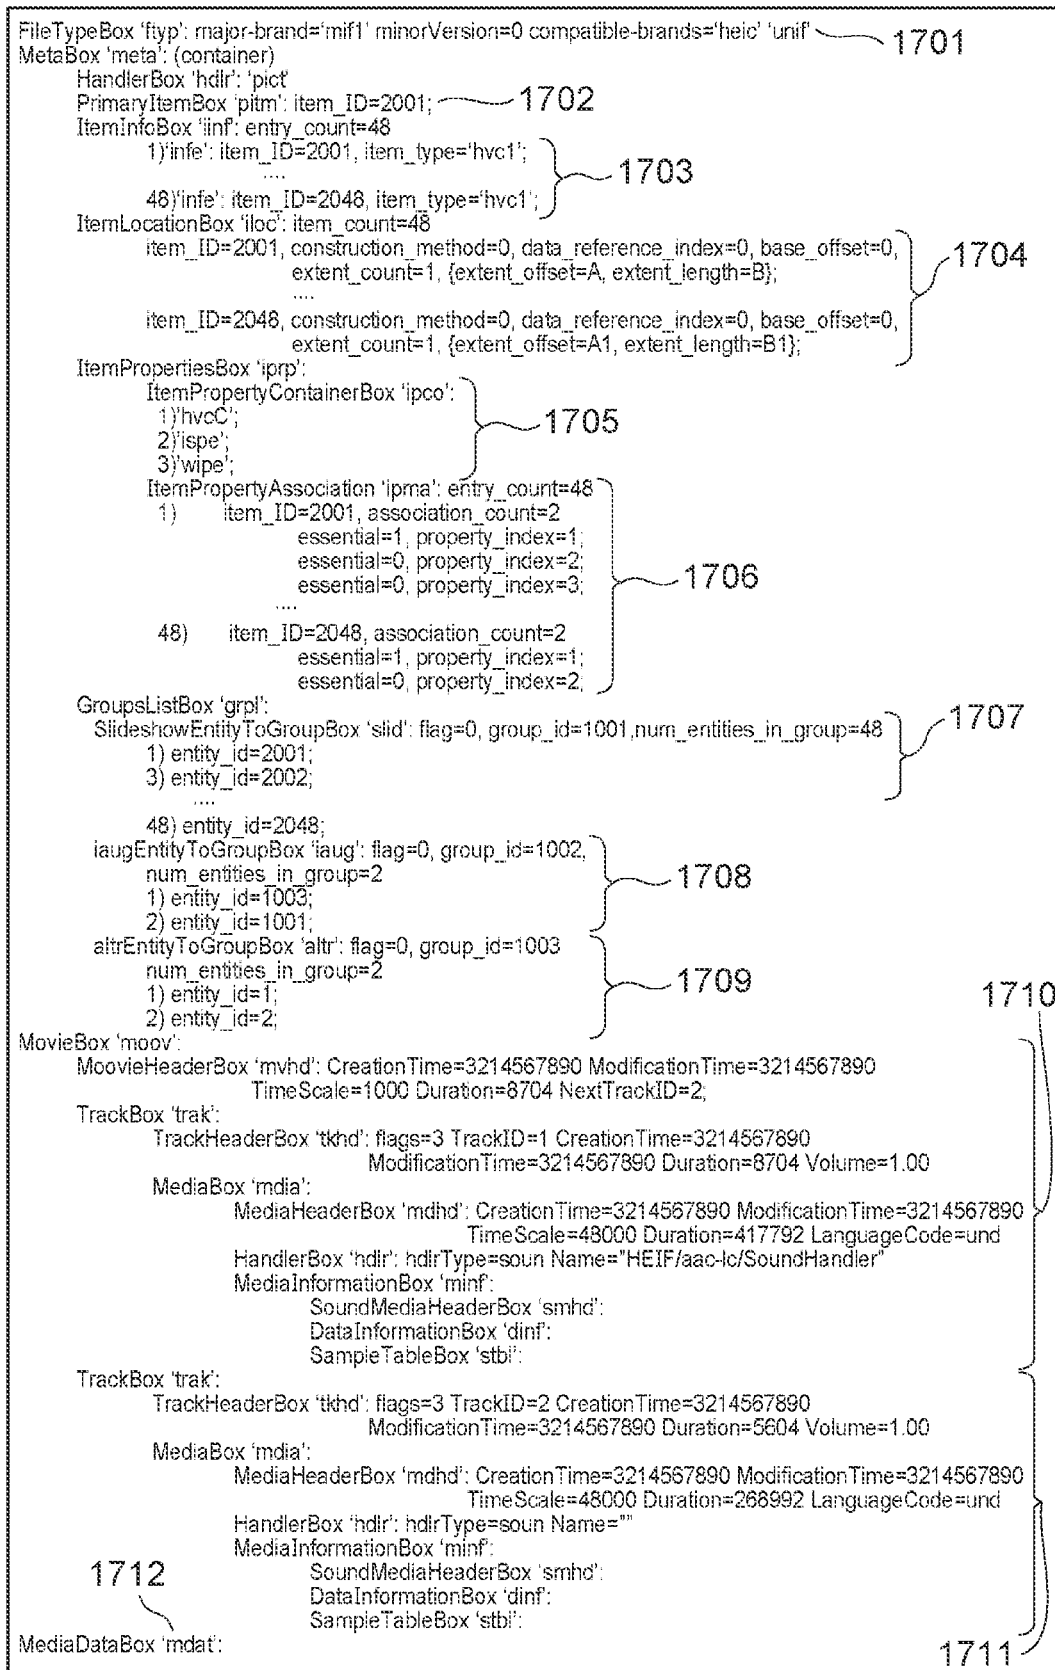 FileTypeBox ‘ftyp’: major-brand=‘mif1’ minorVersion=0 compatible-brands=‘heic’ ‘unif’ 1701
MetaBox ‘meta’: (container)
HandlerBox ‘hdlr’: ‘pict’
PrimaryItemBox ‘pitm’: item_ID=2001; 1702
ItemInfoBox ‘iinf’: entry_count=48
1)‘infe’: item_ID=2001, item_type=‘hvc1’;
....
1703
48)‘infe’: item_ID=2048, item_type=‘hvc1’;
ItemLocationBox ‘iloc’: item_count=48
item_ID=2001, construction_method=0, data_reference_index=0, base_offset=0,
extent_count=1, {extent_offset=A, extent_length=B};
1704
....
item_ID=2048, construction_method=0, data_reference_index=0, base_offset=0,
extent_count=1, {extent_offset=A1, extent_length=B1};
ItemPropertiesBox ‘iprp’:
ItemPropertyContainerBox ‘ipco’:
1)‘hvcC’;
1705
2)‘ispe’;
3)‘wipe’;
ItemPropertyAssociation ‘ipma’: entry_count=48
1) item_ID=2001, association_count=2
essential=1, property_index=1;
essential=0, property_index=2;
essential=0, property_index=3;
1706
....
48) item_ID=2048, association_count=2
essential=1, property_index=1;
essential=0, property_index=2;
GroupsListBox ‘grpl’:
1707
SlideshowEntityToGroupBox ‘slid’: flag=0, group_id=1001,num_entities_in_group=48
1) entity_id=2001;
3) entity_id=2002;
....
48) entity_id=2048;
iaugEntityToGroupBox ‘iaug’: flag=0, group_id=1002,
num_entities_in_group=2
1708
1) entity_id=1003;
2) entity_id=1001;
altrEntityToGroupBox ‘altr’: flag=0, group_id=1003
num_entities_in_group=2
1709
1) entity_id=1;
1710
2) entity_id=2;
MovieBox ‘moov’:
MoovieHeaderBox ‘mvhd’: CreationTime=3214567890 ModificationTime=3214567890
TimeScale=1000 Duration=8704 NextTrackID=2;
TrackBox ‘trak’:
TrackHeaderBox ‘tkhd’: flags=3 TrackID=1 CreationTime=3214567890
ModificationTime=3214567890 Duration=8704 Volume=1.00
MediaBox ‘mdia’:
MediaHeaderBox ‘mdhd’: CreationTime=3214567890 ModificationTime=3214567890
TimeScale=48000 Duration=417792 LanguageCode=und
HandlerBox ‘hdlr’: hdlrType=soun Name="HEIF/aac-lc/SoundHandler"
MediaInformationBox ‘minf’:
SoundMediaHeaderBox ‘smhd’:
DataInformationBox ‘dinf’:
SampleTableBox ‘stbl’:
TrackBox ‘trak’:
TrackHeaderBox ‘tkhd’: flags=3 TrackID=2 CreationTime=3214567890
ModificationTime=3214567890 Duration=5604 Volume=1.00
MediaBox ‘mdia’:
MediaHeaderBox ‘mdhd’: CreationTime=3214567890 ModificationTime=3214567890
TimeScale=48000 Duration=268992 LanguageCode=und
HandlerBox ‘hdlr’: hdlrType=soun Name=""
MediaInformationBox ‘minf’:
SoundMediaHeaderBox ‘smhd’:
1712
DataInformationBox ‘dinf’:
SampleTableBox ‘stbl’:
MediaDataBox ‘mdat’:
1711